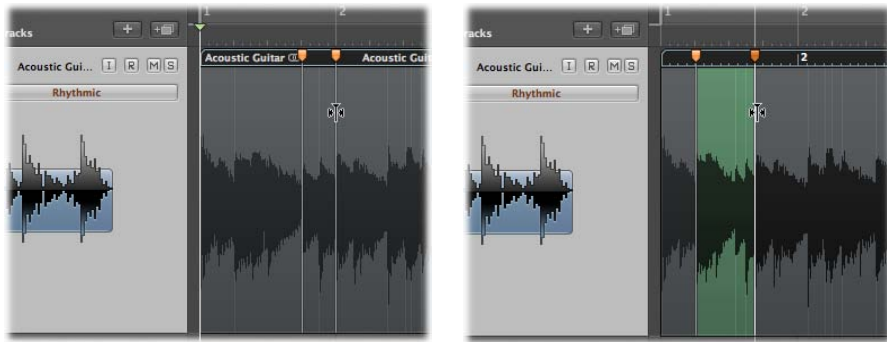 1 2
racks + +
Acoustic Guitar Acoustic Guit
Acoustic Gui... I R M S
Rhythmic
1 2
racks + +
2
Acoustic Gui... I R M S
Rhythmic